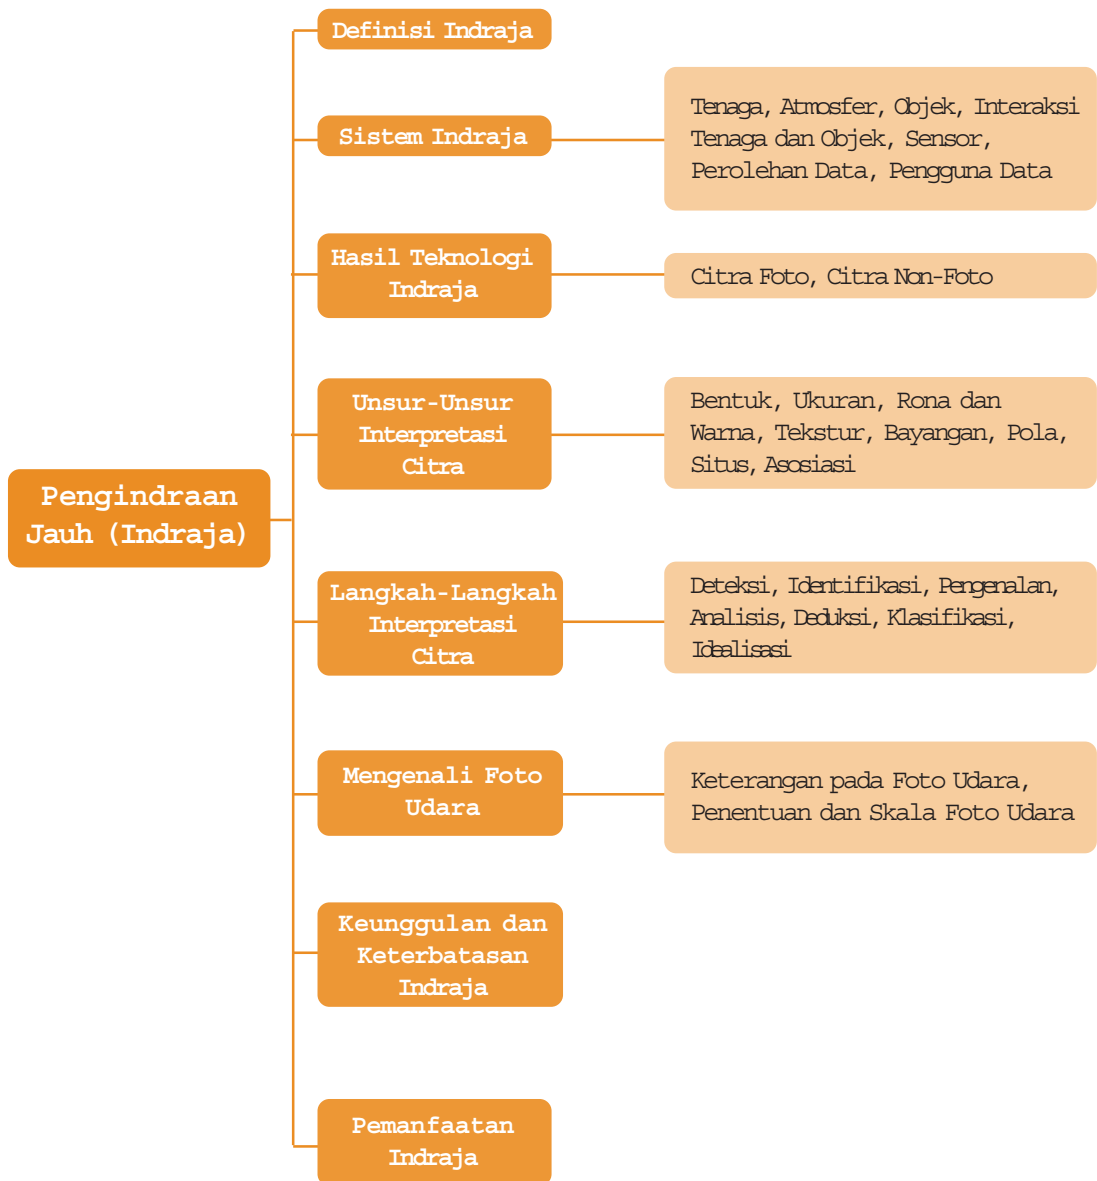 Definisi Indraja
Sistem Indraja
Tenaga, Atmosfer, Objek, Interaksi
Tenaga dan Objek, Sensor,
Perolehan Data, Pengguna Data
Hasil Teknologi
Indraja
Citra Foto, Citra Non-Foto
Unsur-Unsur
Interpretasi
Citra
Bentuk, Ukuran, Rona dan
Warna, Tekstur, Bayangan, Pola,
Situs, Asosiasi
Pengindraan
Jauh (Indraja)
Langkah-Langkah
Interpretasi
Citra
Deteksi, Identifikasi, Pengenalan,
Analisis, Deduksi, Klasifikasi,
Idealisasi
Mengenali Foto
Udara
Keterangan pada Foto Udara,
Penentuan dan Skala Foto Udara
Keunggulan dan
Keterbatasan
Indraja
Pemanfaatan
Indraja